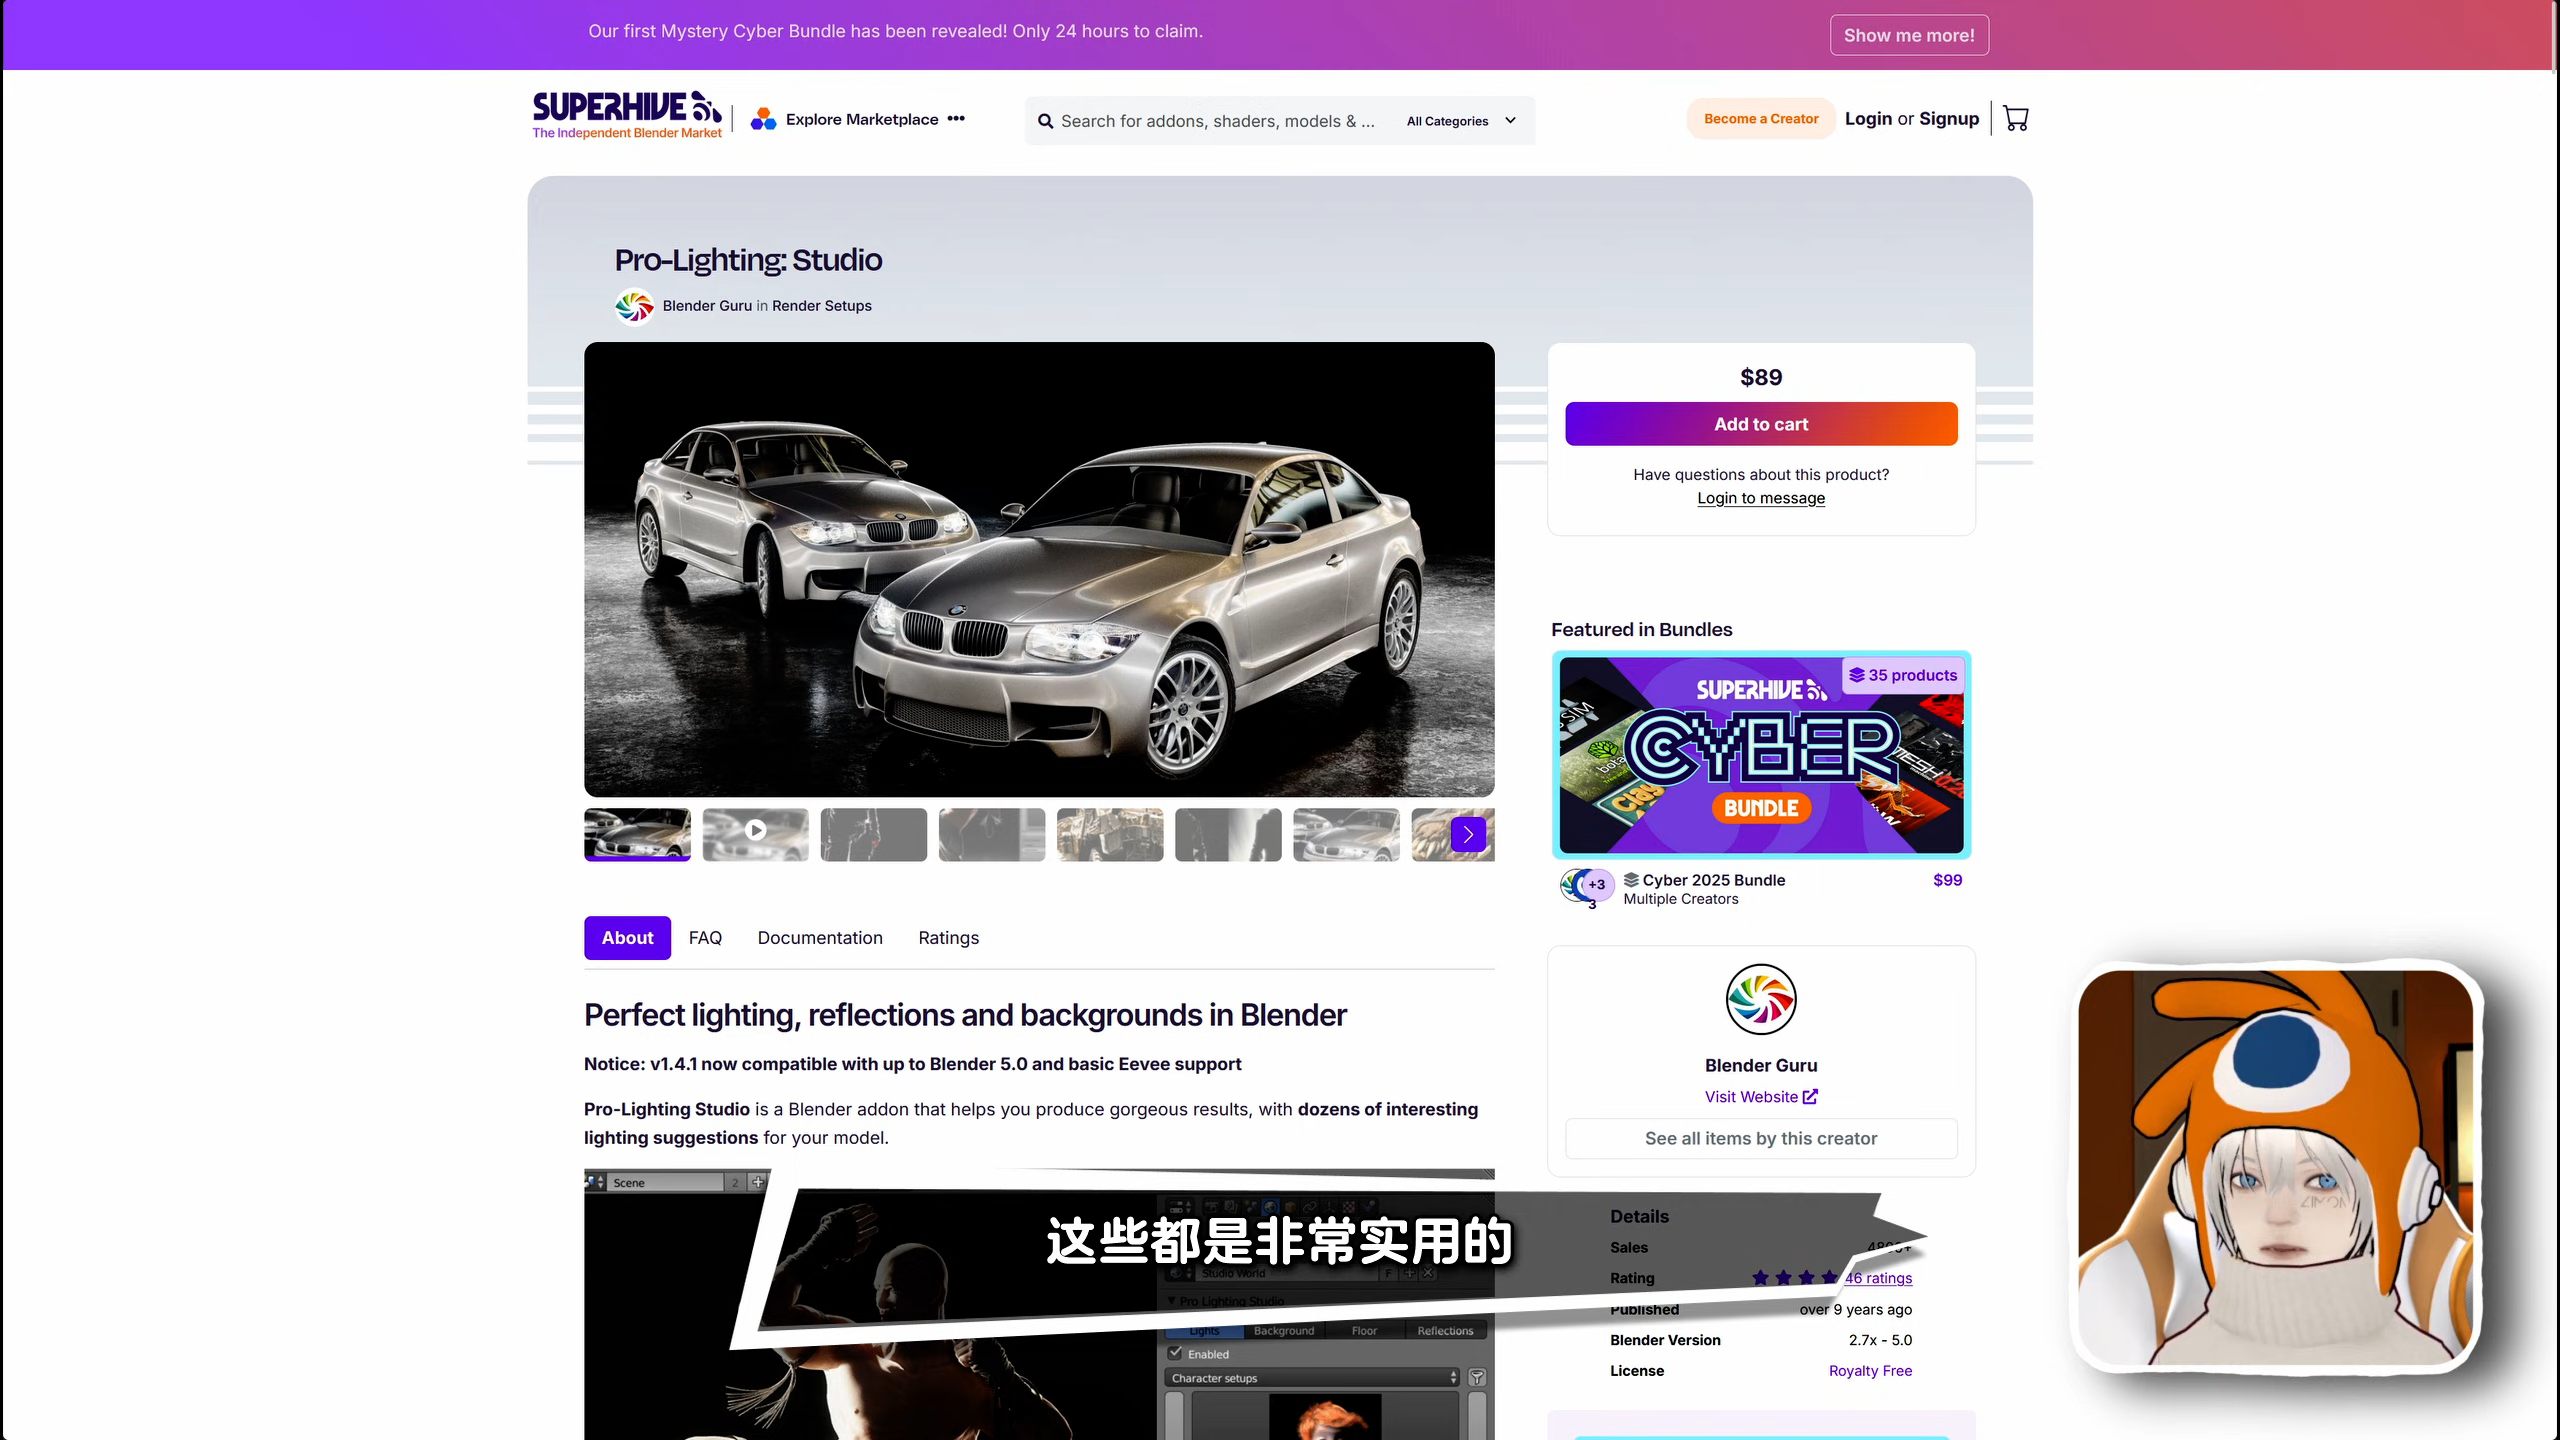 Our first Mystery Cyber Bundle has been revealed! Only 24 hours to claim.
Show me more!
SUPERHIVE
The Independent Blender Market
Explore Marketplace •••
Search for addons, shaders, models & ...
All Categories
Become a Creator
Login or Signup
Pro-Lighting: Studio
Blender Guru in Render Setups
$89
Add to cart
Have questions about this product?
Login to message
Featured in Bundles
35 products
SUPERHIVE
CYBER
BUNDLE
+3
3
Cyber 2025 Bundle
$99
Multiple Creators
About
FAQ
Documentation
Ratings
Perfect lighting, reflections and backgrounds in Blender
Notice: v1.4.1 now compatible with up to Blender 5.0 and basic Eevee support
Pro-Lighting Studio is a Blender addon that helps you produce gorgeous results, with dozens of interesting
lighting suggestions for your model.
Blender Guru
Visit Website
See all items by this creator
Scene
2
这些都是非常实用的
Studio World
F
Pro Lighting Studio
Lights
Background
Floor
Reflections
Enabled
Character setups
Details
Sales
Rating
46 ratings
Published
over 9 years ago
Blender Version
2.7x - 5.0
License
Royalty Free